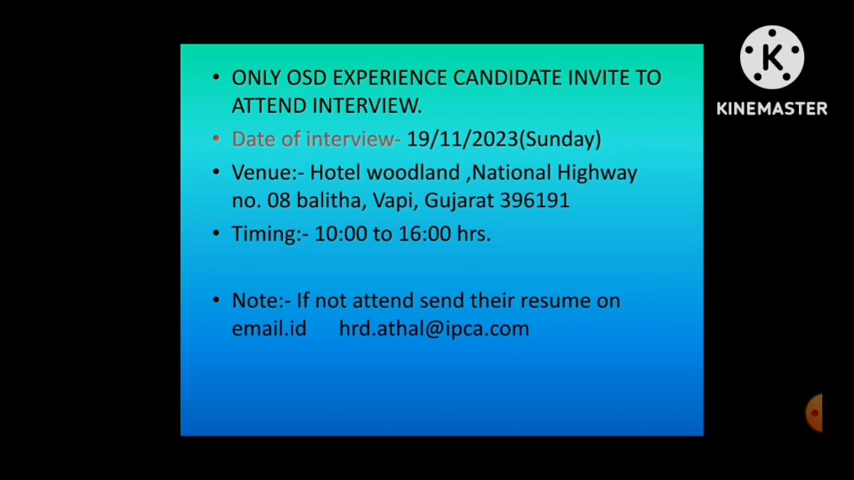 ONLY OSD EXPERIENCE CANDIDATE INVITE TO
ATTEND INTERVIEW.
Date of interview- 19/11/2023(Sunday)
Venue:- Hotel woodland ,National Highway
no. 08 balitha, Vapi, Gujarat 396191
Timing:- 10:00 to 16:00 hrs.
Note:- If not attend send their resume on
email.id hrd.athal@ipca.com
K
KINEMASTER